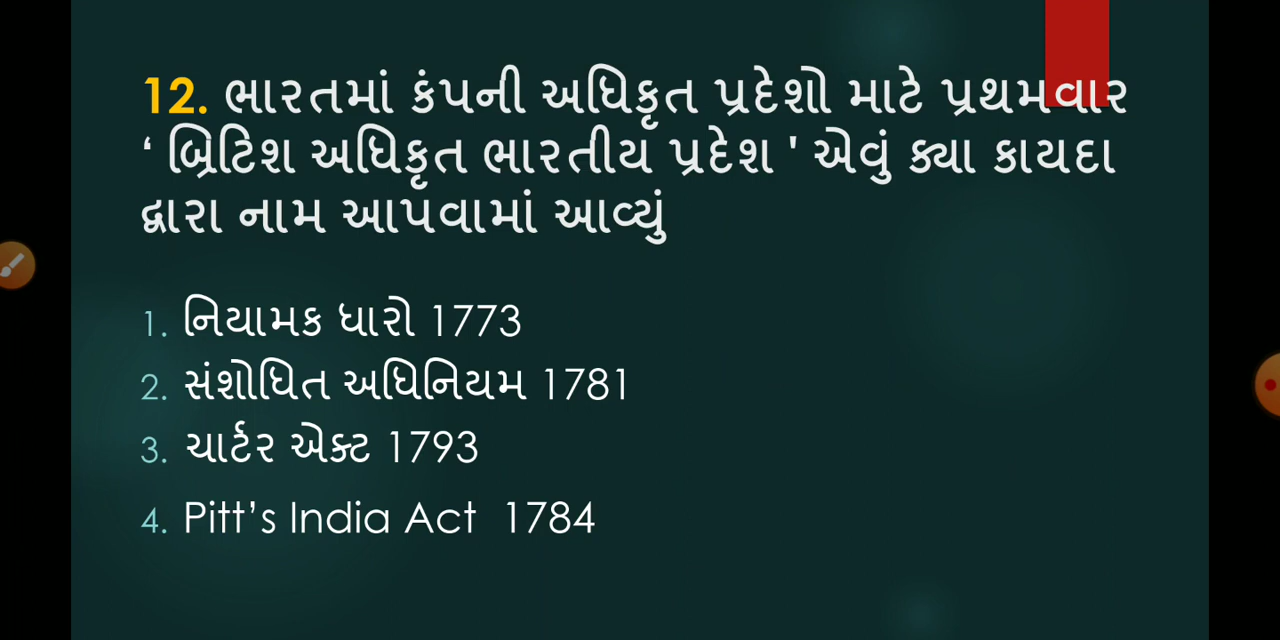 12. ભારતમાં કંપની અધિકૃત પ્રદેશો માટે પ્રથમવાર
‘ બ્રિટિશ અધિકૃત ભારતીય પ્રદેશ ' એવું ક્યા કાયદા
દ્વારા નામ આપવામાં આવ્યું
1. નિયામક ધારો 1773
2. સંશોધિત અધિનિયમ 1781
3. ચાર્ટર એક્ટ 1793
4. Pitt’s India Act 1784